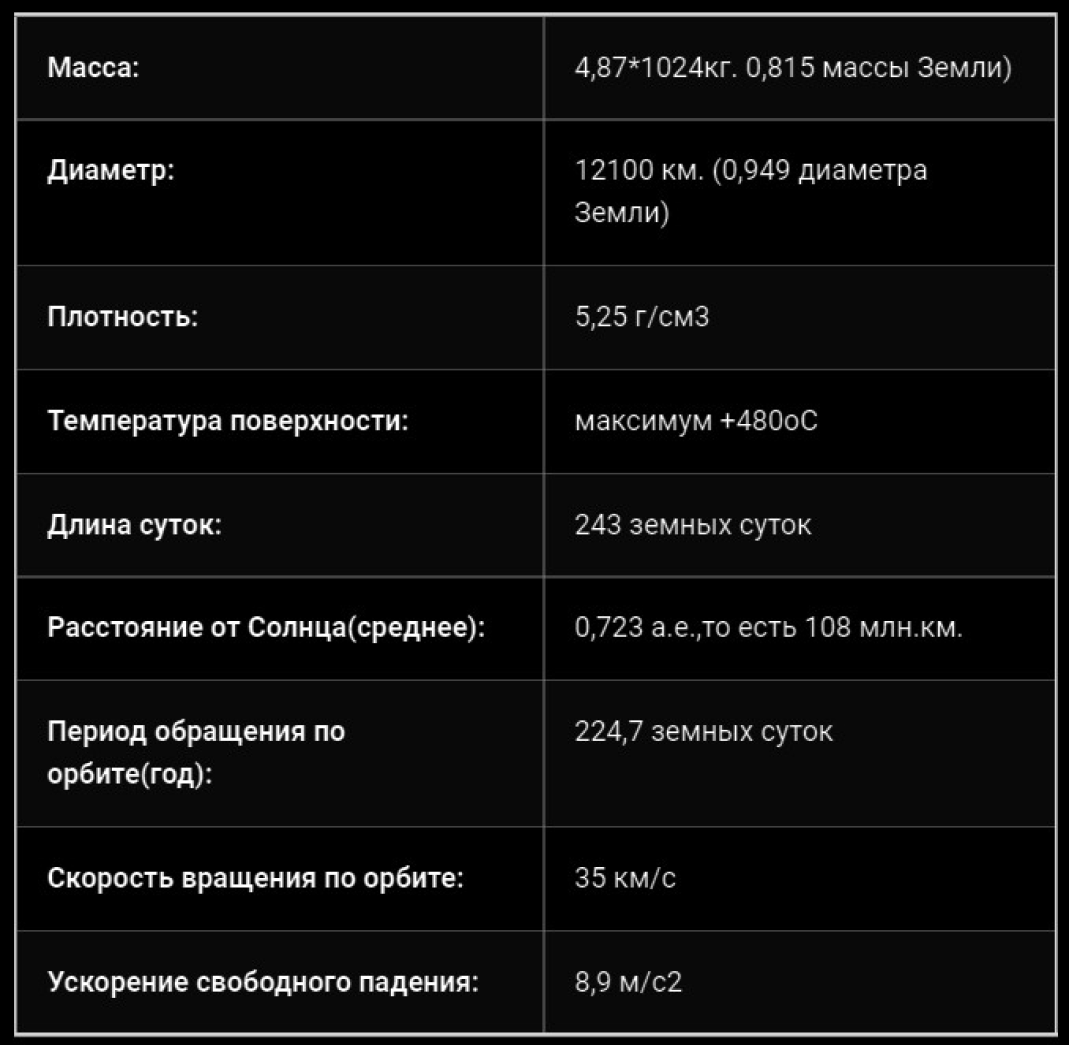 Масса:
4,87*1024кг. 0,815 массы Земли)
Диаметр:
12100 км. (0,949 диаметра
Земли)
Плотность:
5,25 г/см3
Температура поверхности:
максимум +480оС
Длина суток:
243 земных суток
Расстояние от Солнца(среднее):
0,723 а.е.,то есть 108 млн.км.
Период обращения по
орбите(год):
224,7 земных суток
Скорость вращения по орбите:
35 км/с
Ускорение свободного падения:
8,9 м/с2